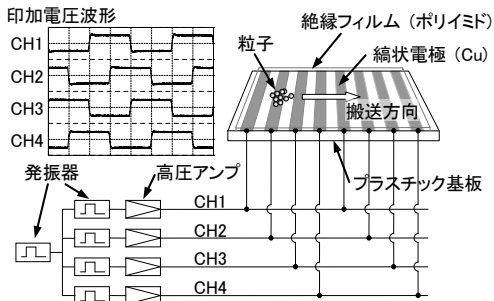 印加電圧波形
CH1
CH2
CH3
CH4
絶縁フィルム（ポリイミド）
粒子
縞状電極（Cu）
搬送方向
発振器
高圧アンプ
プラスチック基板
CH1
CH2
CH3
CH4